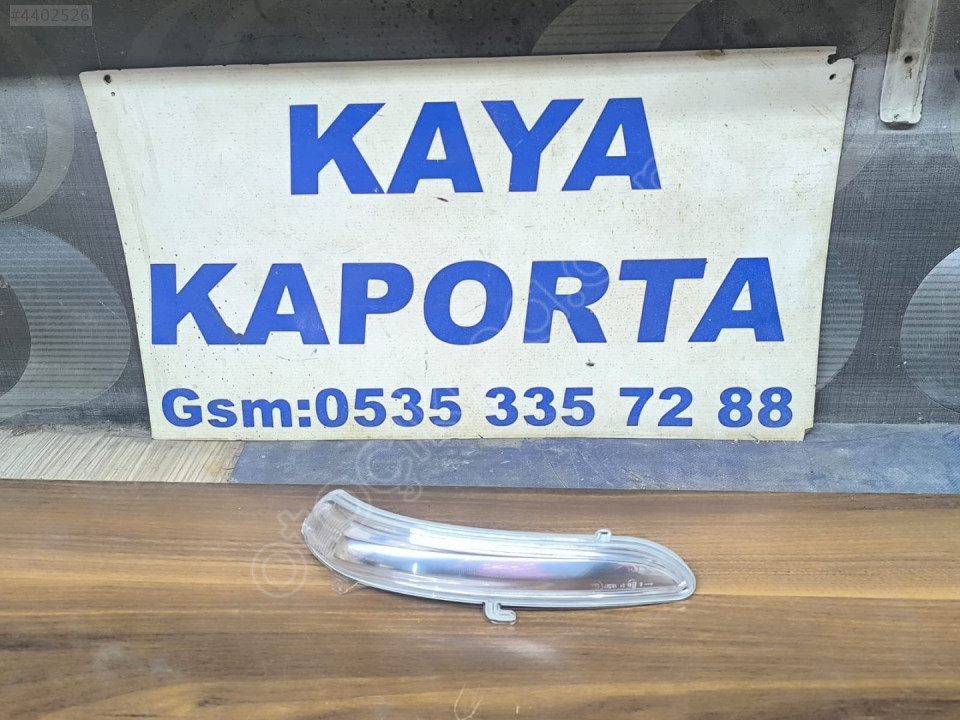 #4402526
KAYA
KAPORTA
Gsm:0535 335 72 88